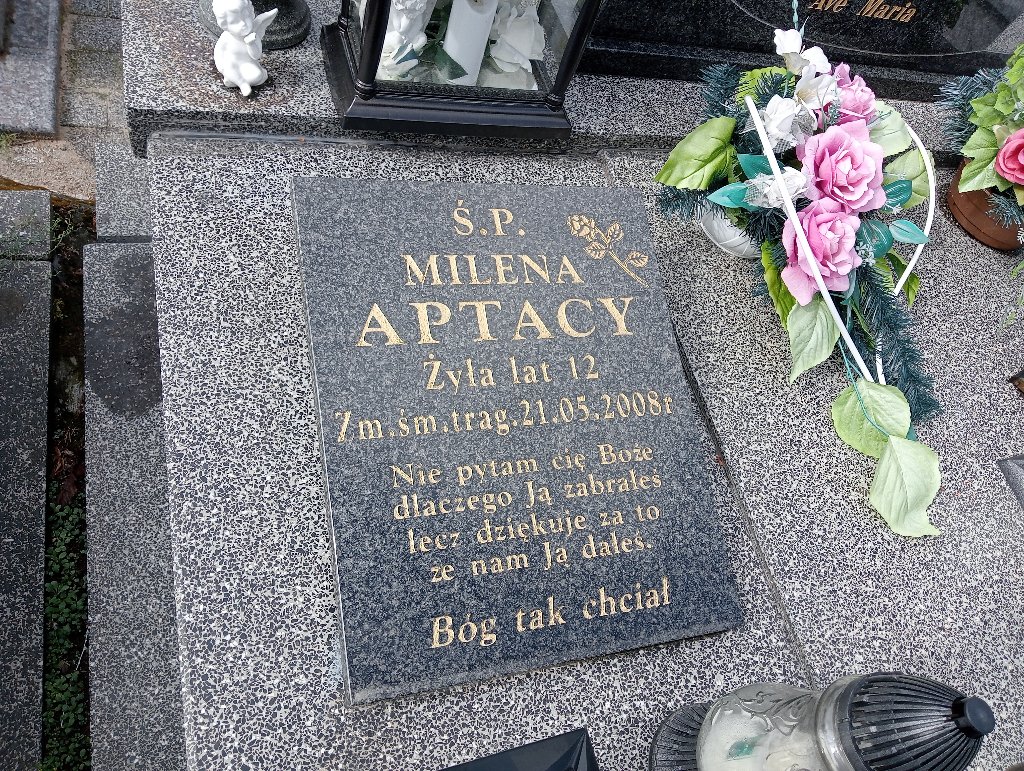 Ave Maria
Ś.P.
MILENA
APTACY
Żyła lat 12
Zm.śm.trag.21.05.2008r
Nie pytam cię Boże
dlaczego Ją zabrałeś
lecz dziękuje za to
że nam Ją dałeś.
Bóg tak chciał